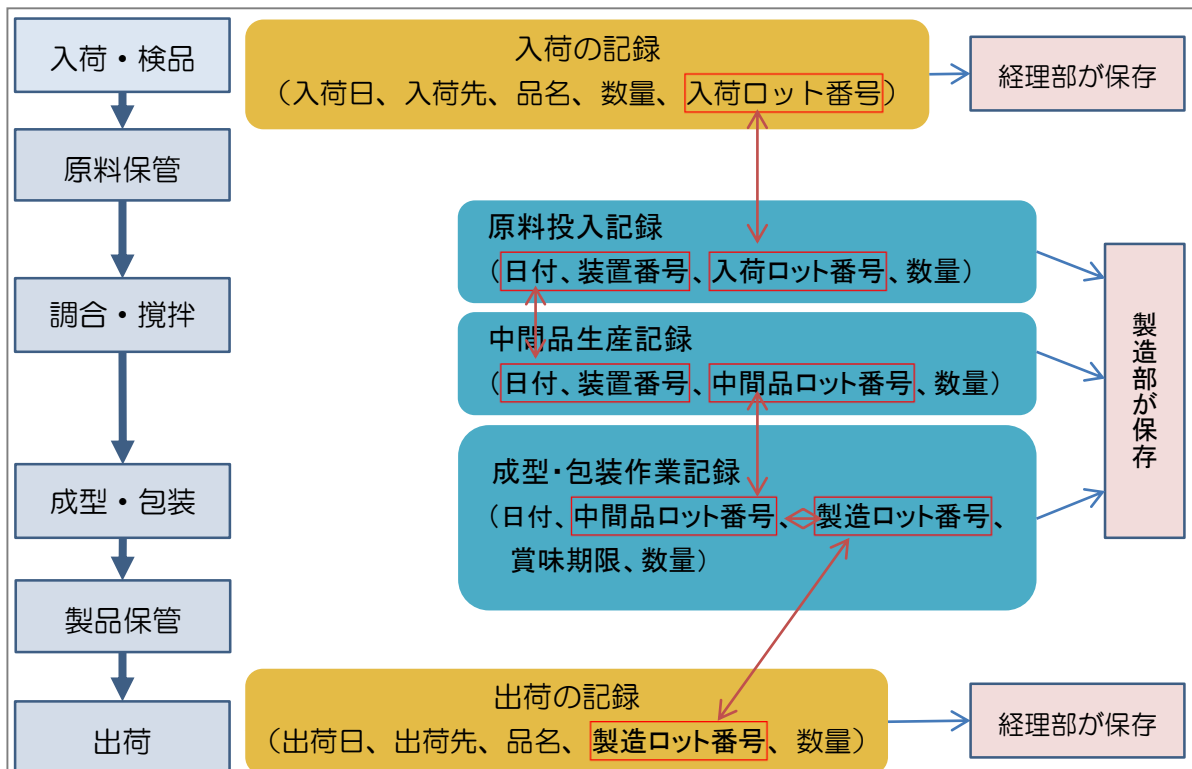 入荷・検品
原料保管
調合・撹拌
成型・包装
製品保管
出荷
入荷の記録
（入荷日、入荷先、品名、数量、入荷ロット番号）
経理部が保存
原料投入記録
（日付、装置番号、入荷ロット番号、数量）
中間品生産記録
（日付、装置番号、中間品ロット番号、数量）
成型・包装作業記録
（日付、中間品ロット番号、製造ロット番号、
賞味期限、数量）
製造部が保存
出荷の記録
（出荷日、出荷先、品名、製造ロット番号、数量）
経理部が保存